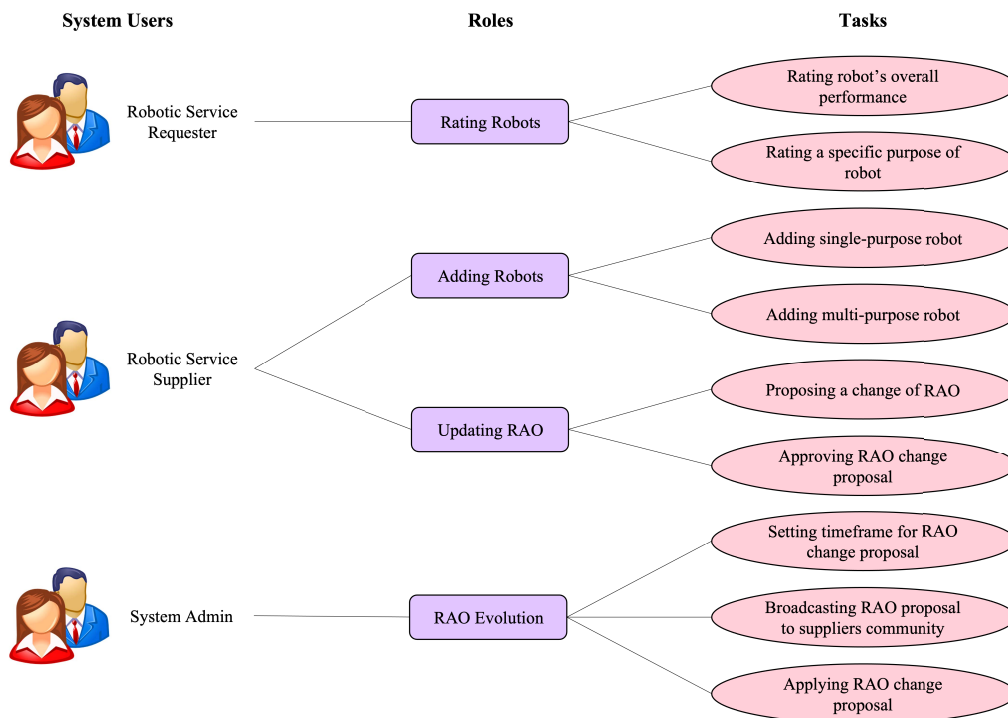 System Users
Roles
Tasks
Robotic Service
Requester
Rating Robots
Rating robot's overall
performance
Rating a specific purpose of
robot
Robotic Service
Supplier
Adding Robots
Adding single-purpose robot
Adding multi-purpose robot
Updating RAO
Proposing a change of RAO
Approving RAO change
proposal
System Admin
RAO Evolution
Setting timeframe for RAO
change proposal
Broadcasting RAO proposal
to suppliers community
Applying RAO change
proposal